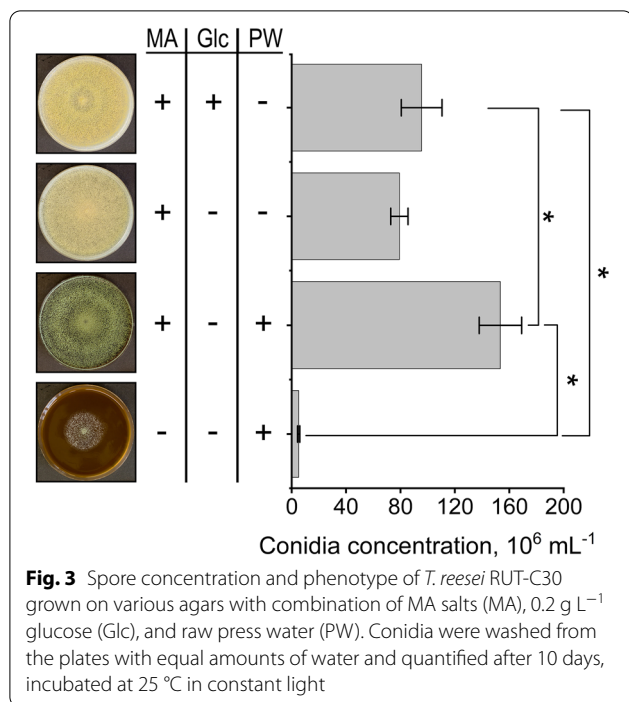 MA Glc PW
+ + -
+ - -
+ - +
- - +
*
*
*
0 40 80 120 160 200
Conidia concentration, 10⁶ mL⁻¹
Fig. 3 Spore concentration and phenotype of T. reesei RUT-C30
grown on various agars with combination of MA salts (MA), 0.2 g L⁻¹
glucose (Glc), and raw press water (PW). Conidia were washed from
the plates with equal amounts of water and quantified after 10 days,
incubated at 25 °C in constant light